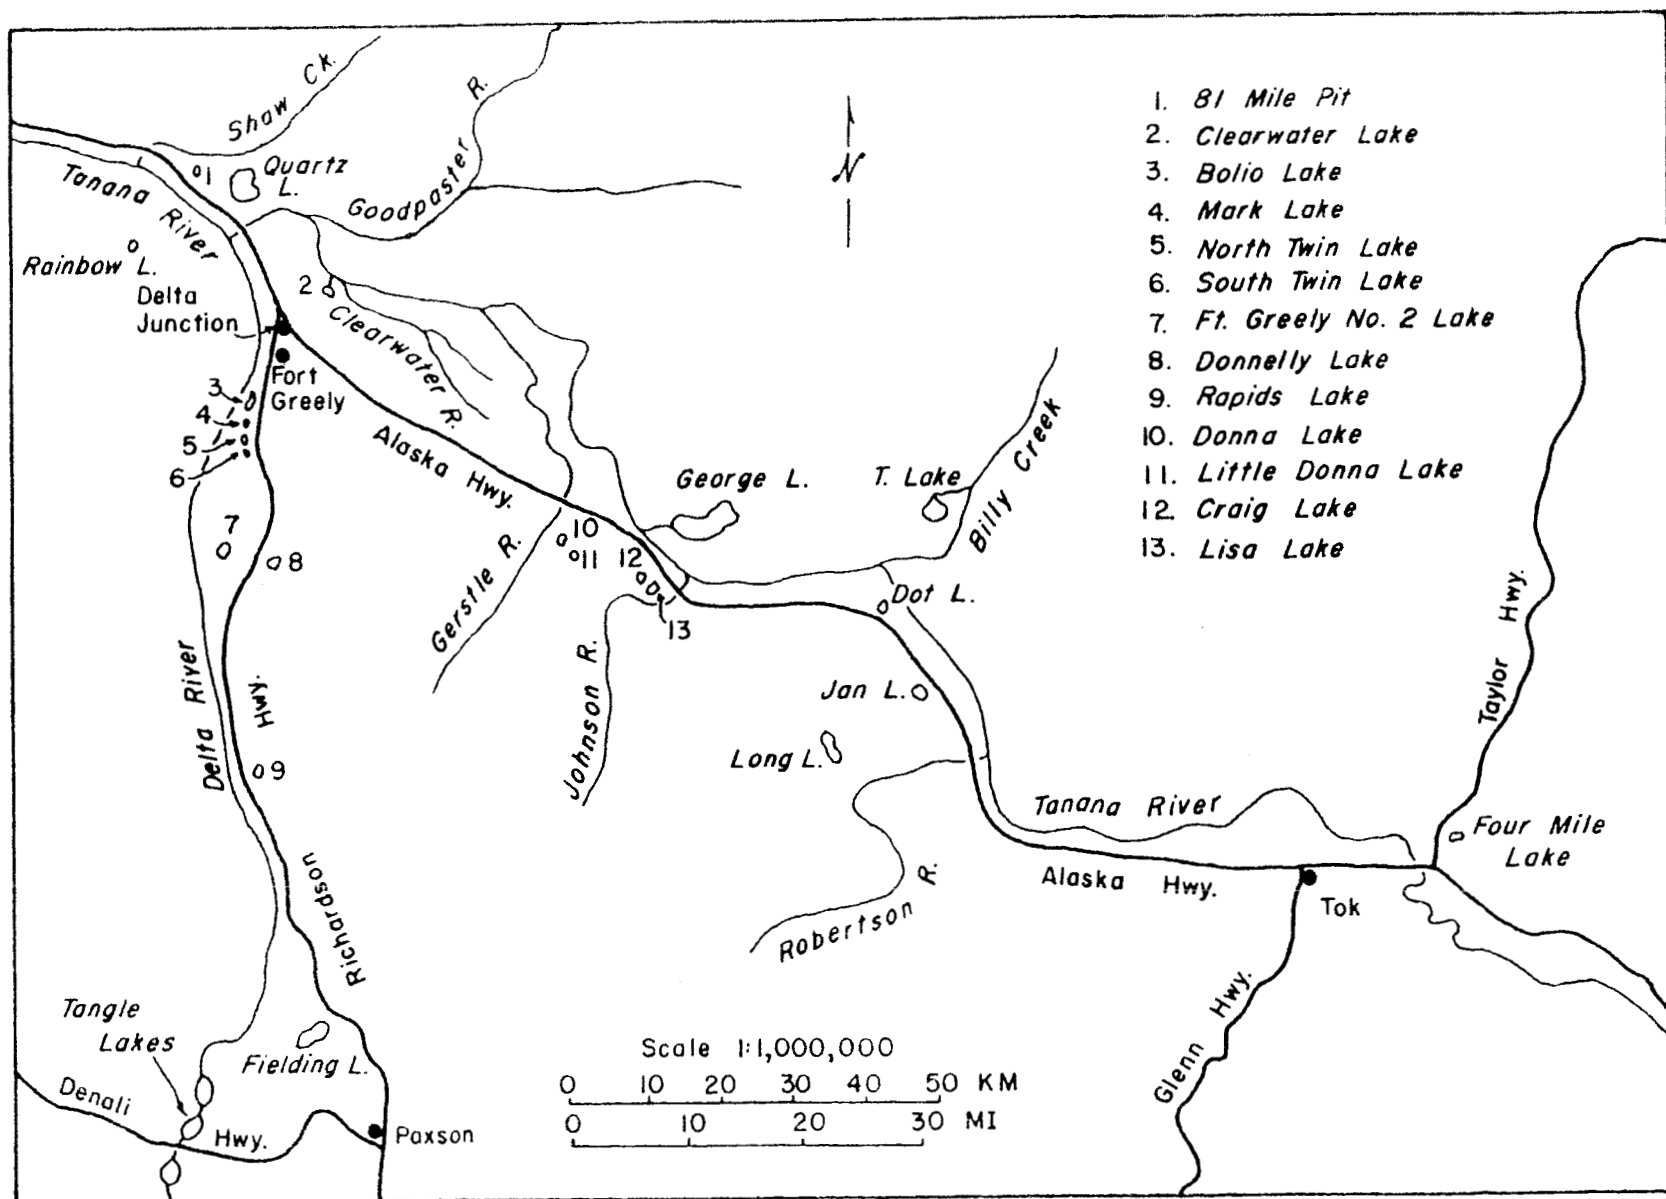 Shaw Ck.
Goodpaster R.
Quartz
L.
1
Tanana River
Rainbow L.
Delta
Junction
2
Clearwater R.
Fort
Greely
3
4
5
6
7
8
9
Alaska Hwy.
Gerstle R.
10
11
12
13
Johnson R.
George L.
T. Lake
Billy Creek
Dot L.
Jan L.
Long L.
Robertson R.
Tanana River
Alaska Hwy.
Tok
Four Mile
Lake
Taylor Hwy.
Glenn Hwy.
Delta River
Richardson Hwy.
Tangle
Lakes
Fielding L.
Denali Hwy.
Paxson
N
1. 81 Mile Pit
2. Clearwater Lake
3. Bolio Lake
4. Mark Lake
5. North Twin Lake
6. South Twin Lake
7. Ft. Greely No. 2 Lake
8. Donnelly Lake
9. Rapids Lake
10. Donna Lake
11. Little Donna Lake
12. Craig Lake
13. Lisa Lake
Scale 1:1,000,000
0 10 20 30 40 50 KM
0 10 20 30 MI